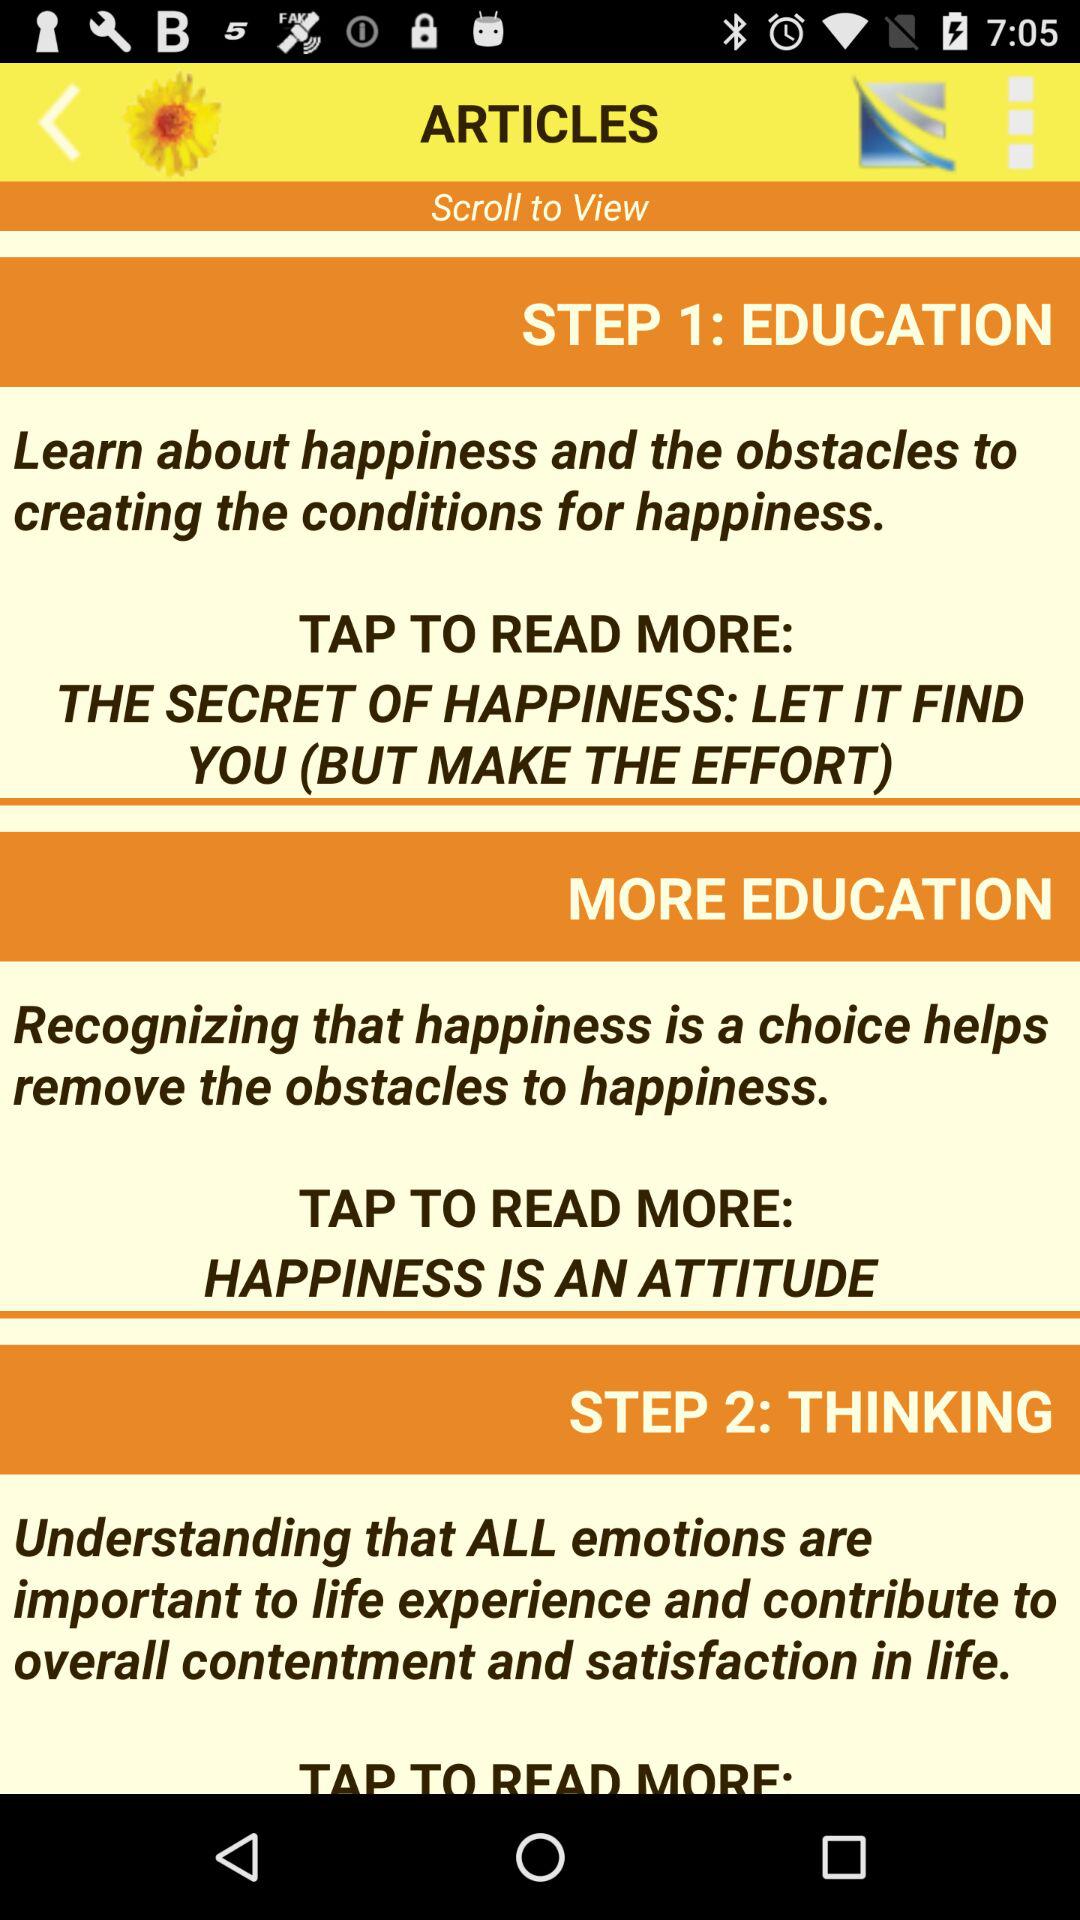 B 5 FAKE 7:05
ARTICLES
Scroll to View
STEP 1: EDUCATION
Learn about happiness and the obstacles to
creating the conditions for happiness.
TAP TO READ MORE:
THE SECRET OF HAPPINESS: LET IT FIND
YOU (BUT MAKE THE EFFORT)
MORE EDUCATION
Recognizing that happiness is a choice helps
remove the obstacles to happiness.
TAP TO READ MORE:
HAPPINESS IS AN ATTITUDE
STEP 2: THINKING
Understanding that ALL emotions are
important to life experience and contribute to
overall contentment and satisfaction in life.
TAP TO READ MORE: